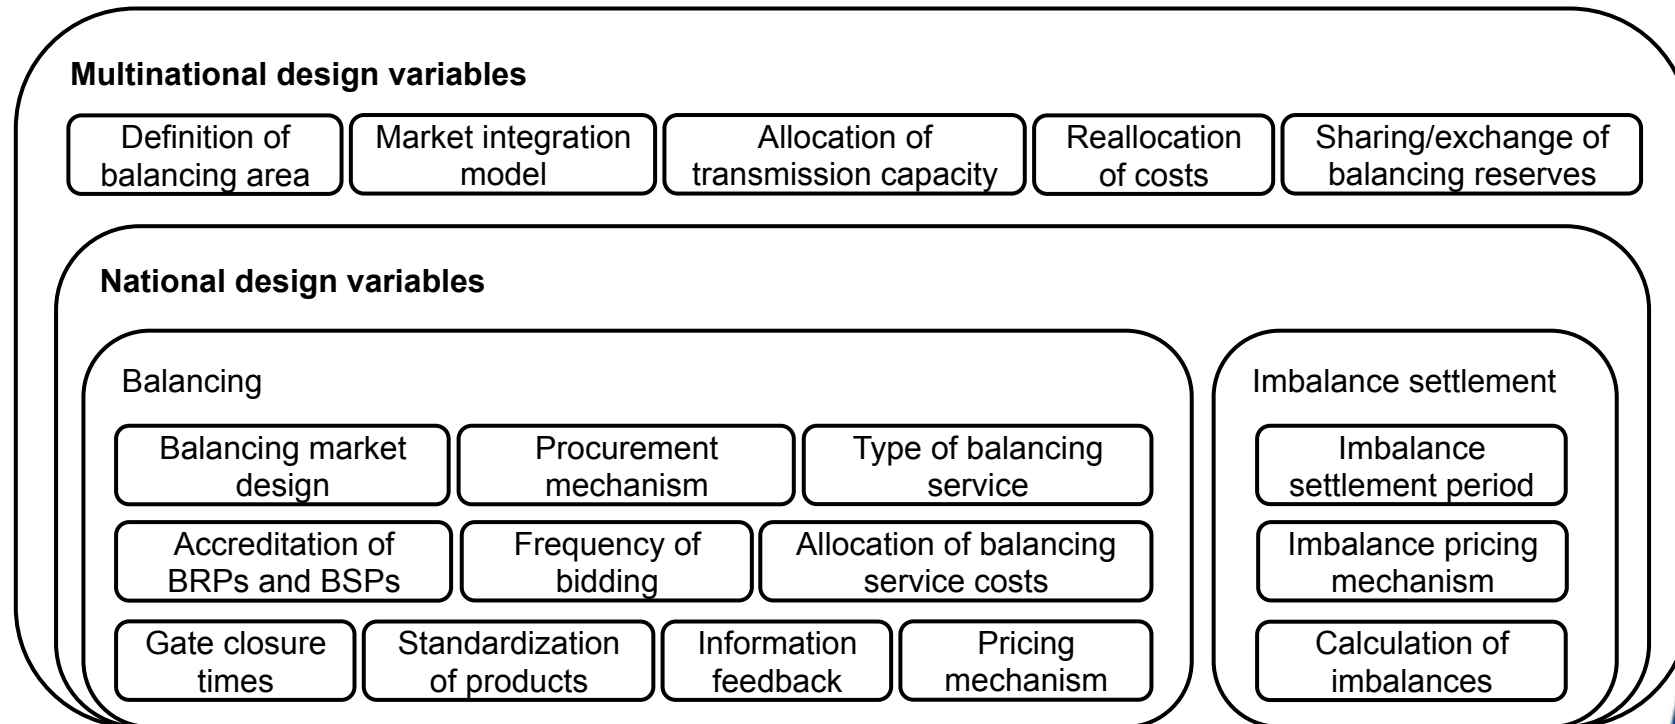 Multinational design variables
Definition of
balancing area
Market integration
model
Allocation of
transmission capacity
Reallocation
of costs
Sharing/exchange of
balancing reserves
National design variables
Balancing
Balancing market
design
Procurement
mechanism
Type of balancing
service
Accreditation of
BRPs and BSPs
Frequency of
bidding
Allocation of balancing
service costs
Gate closure
times
Standardization
of products
Information
feedback
Pricing
mechanism
Imbalance settlement
Imbalance
settlement period
Imbalance pricing
mechanism
Calculation of
imbalances